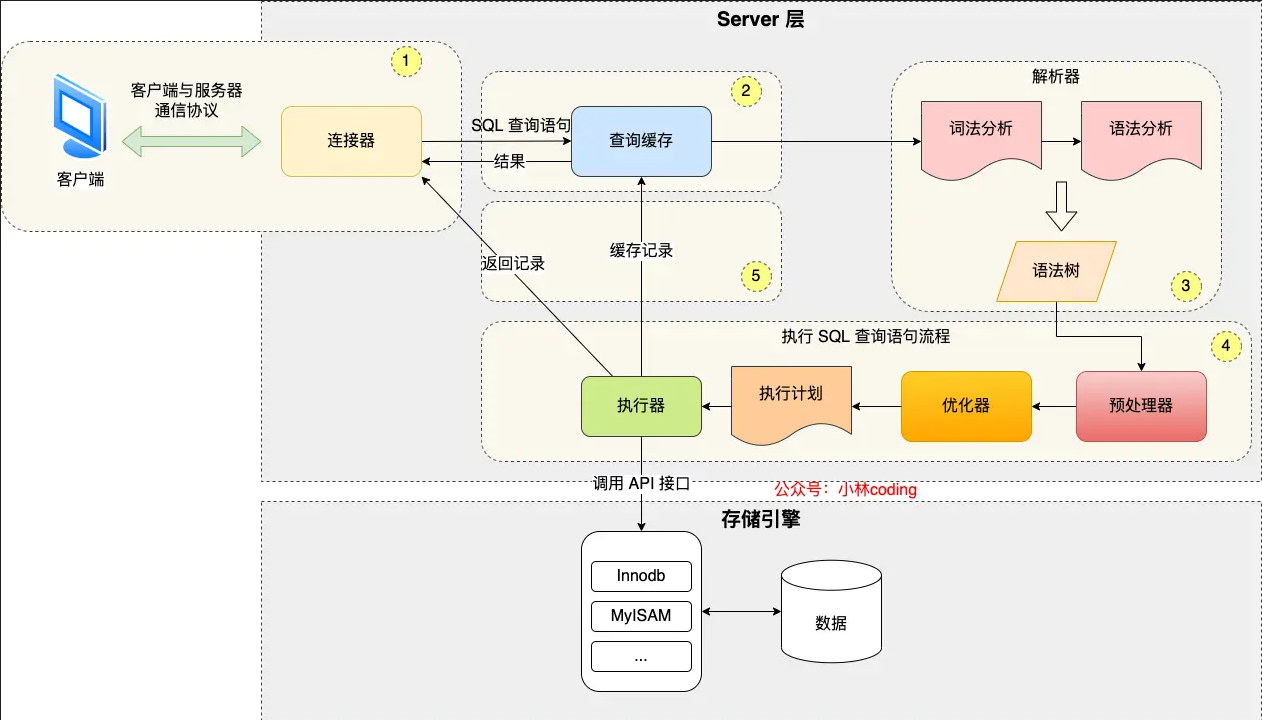 Server 层
1
客户端与服务器
通信协议
客户端
连接器
SQL 查询语句
结果
2
查询缓存
解析器
词法分析
语法分析
语法树
3
返回记录
缓存记录
5
执行 SQL 查询语句流程
4
执行器
执行计划
优化器
预处理器
调用 API 接口
公众号：小林coding
存储引擎
Innodb
MyISAM
...
数据